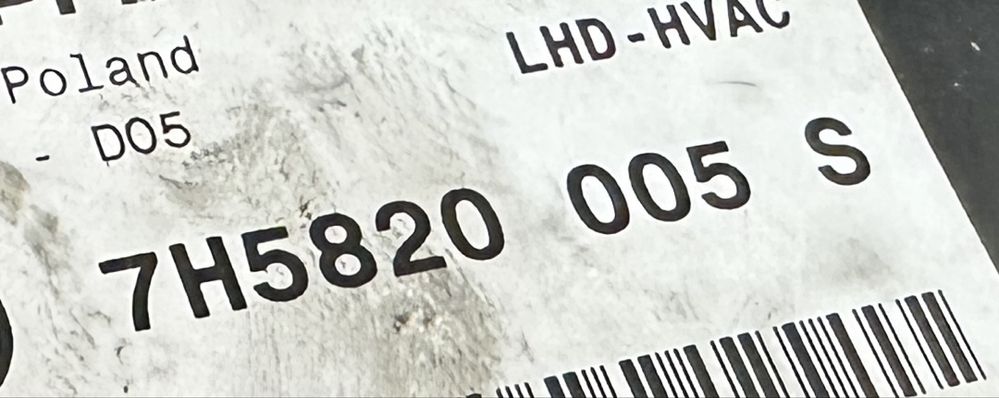 LHD-HVAC
Poland
- D05
7H5820 005 S